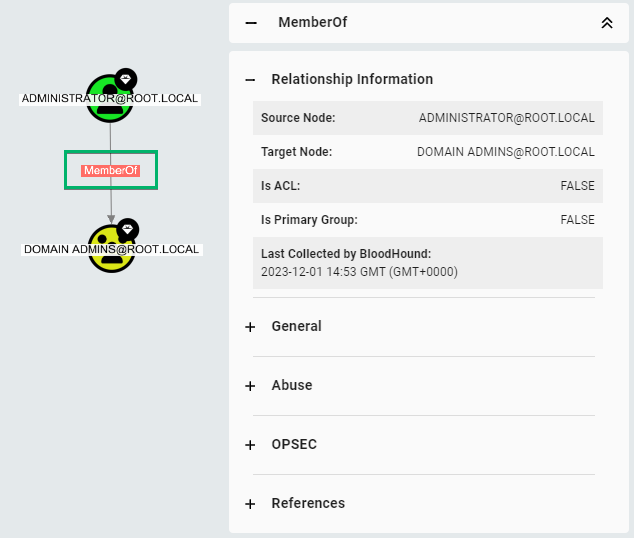 ADMINISTRATOR@ROOT.LOCAL
MemberOf
DOMAIN ADMINS@ROOT.LOCAL
MemberOf
Relationship Information
Source Node: ADMINISTRATOR@ROOT.LOCAL
Target Node: DOMAIN ADMINS@ROOT.LOCAL
Is ACL: FALSE
Is Primary Group: FALSE
Last Collected by BloodHound:
2023-12-01 14:53 GMT (GMT+0000)
General
Abuse
OPSEC
References